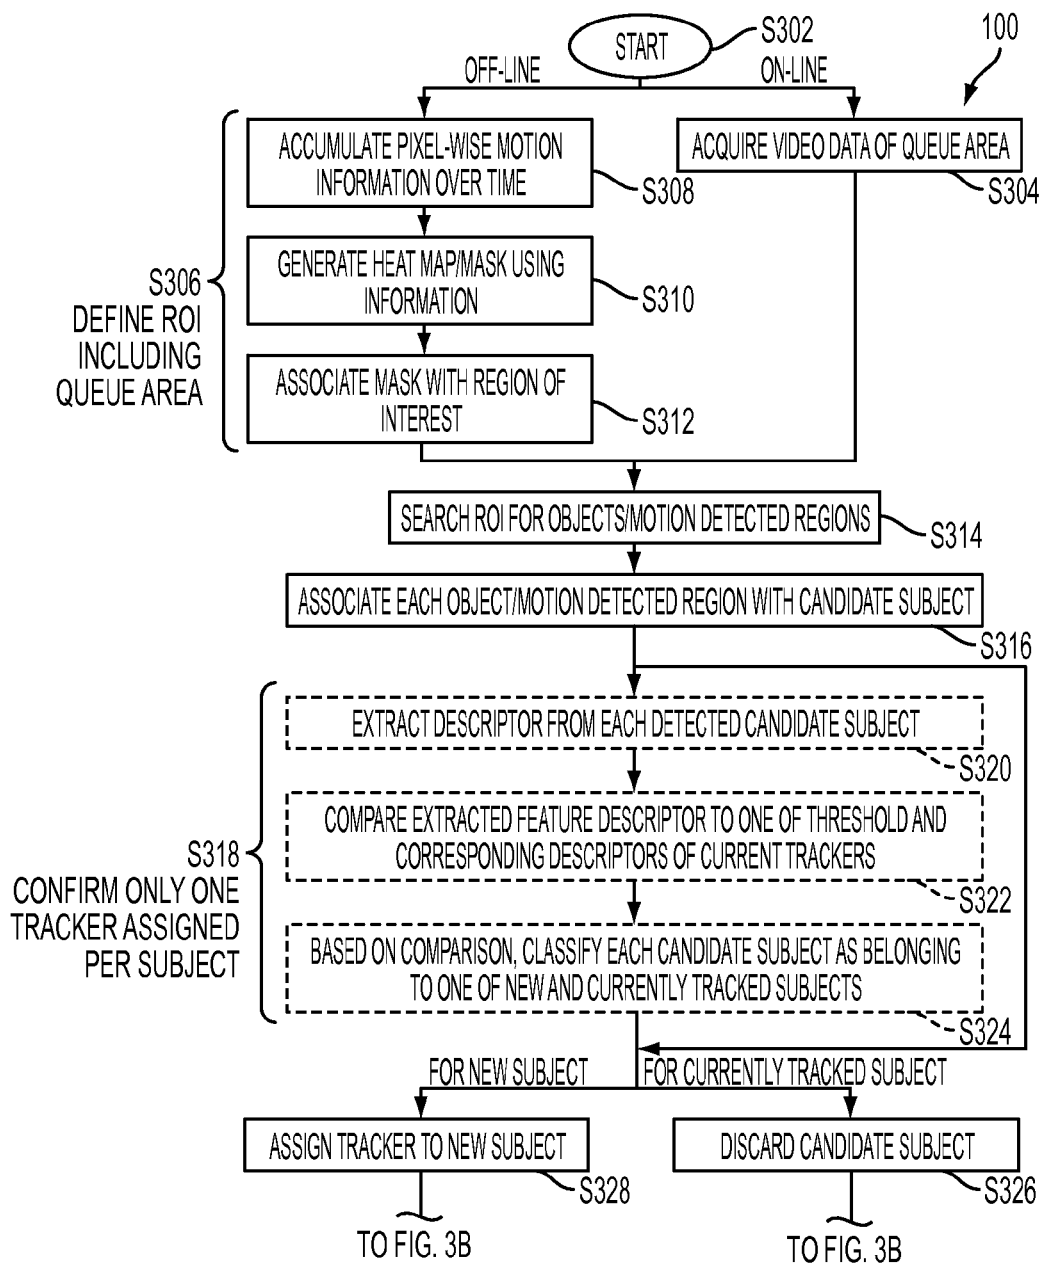 START
S302
100
OFF-LINE
ON-LINE
ACCUMULATE PIXEL-WISE MOTION
INFORMATION OVER TIME
S308
ACQUIRE VIDEO DATA OF QUEUE AREA
S304
S306
DEFINE ROI
INCLUDING
QUEUE AREA
GENERATE HEAT MAP/MASK USING
INFORMATION
S310
ASSOCIATE MASK WITH REGION OF
INTEREST
S312
SEARCH ROI FOR OBJECTS/MOTION DETECTED REGIONS
S314
ASSOCIATE EACH OBJECT/MOTION DETECTED REGION WITH CANDIDATE SUBJECT
S316
S318
CONFIRM ONLY ONE
TRACKER ASSIGNED
PER SUBJECT
EXTRACT DESCRIPTOR FROM EACH DETECTED CANDIDATE SUBJECT
S320
COMPARE EXTRACTED FEATURE DESCRIPTOR TO ONE OF THRESHOLD AND
CORRESPONDING DESCRIPTORS OF CURRENT TRACKERS
S322
BASED ON COMPARISON, CLASSIFY EACH CANDIDATE SUBJECT AS BELONGING
TO ONE OF NEW AND CURRENTLY TRACKED SUBJECTS
S324
FOR NEW SUBJECT
FOR CURRENTLY TRACKED SUBJECT
ASSIGN TRACKER TO NEW SUBJECT
S328
DISCARD CANDIDATE SUBJECT
S326
TO FIG. 3B
TO FIG. 3B